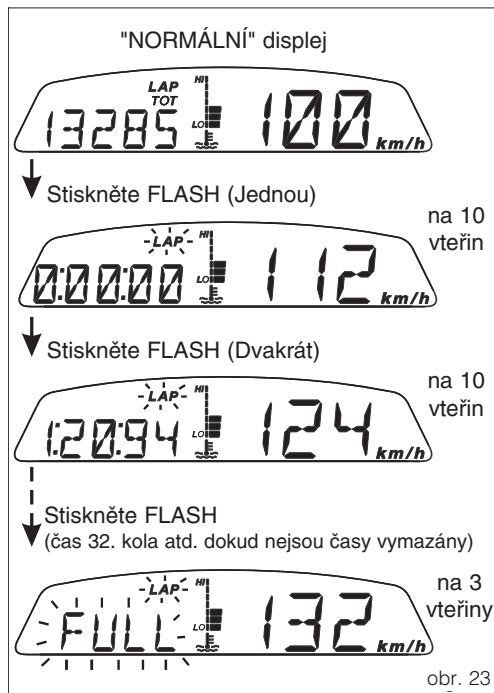 "NORMÁLNÍ" displej
LAP
TOT
HI
13285
LO
100
km/h
Stiskněte FLASH (Jednou)
na 10
vteřin
LAP
HI
0:00:00
LO
112
km/h
Stiskněte FLASH (Dvakrát)
na 10
vteřin
LAP
HI
1:20:94
LO
124
km/h
Stiskněte FLASH
(čas 32. kola atd. dokud nejsou časy vymazány)
na 3
vteřiny
LAP
HI
FULL
LO
132
km/h
obr. 23